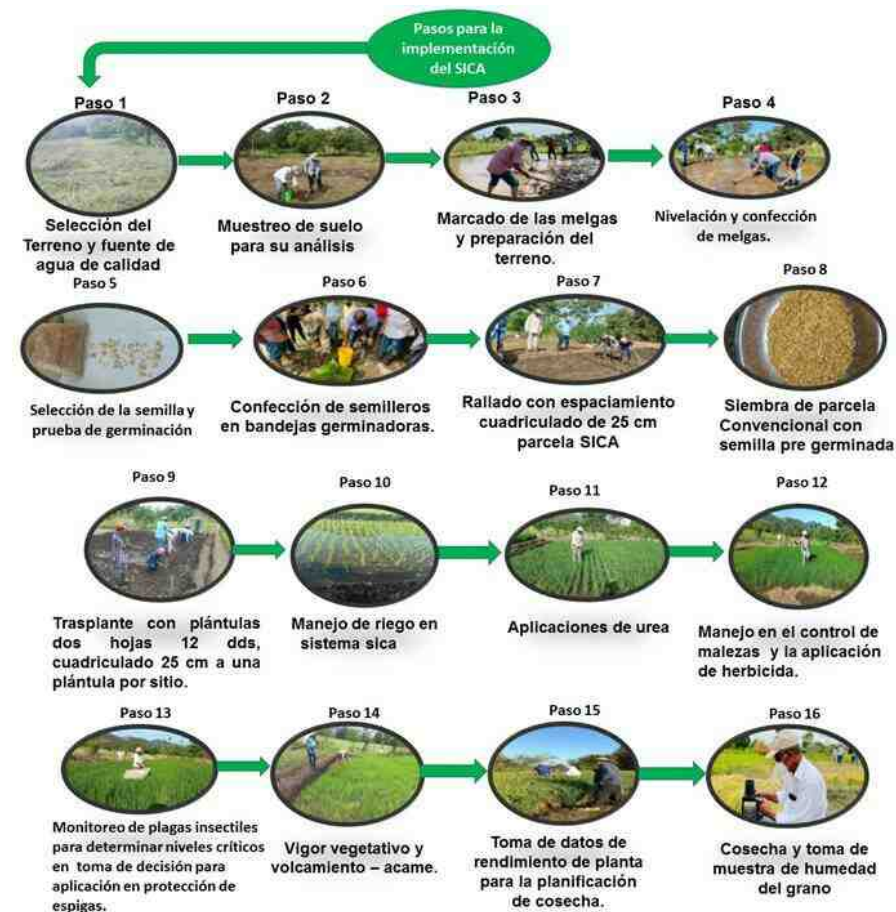 Pasos para la
implementación
del SICA
Paso 1
Paso 2
Paso 3
Paso 4
Selección del
Terreno y fuente de
agua de calidad
Muestreo de suelo
para su análisis
Marcado de las melgas
y preparación del
terreno.
Nivelación y confección
de melgas.
Paso 5
Paso 6
Paso 7
Paso 8
Selección de la semilla y
prueba de germinación
Confección de semilleros
en bandejas germinadoras.
Rallado con espaciamiento
cuadriculado de 25 cm
parcela SICA
Siembra de parcela
Convencional con
semilla pre germinada
Paso 9
Paso 10
Paso 11
Paso 12
Trasplante con plántulas
dos hojas 12 dds,
cuadriculado 25 cm a una
plántula por sitio.
Manejo de riego en
sistema sica
Aplicaciones de urea
Manejo en el control de
malezas y la aplicación
de herbicida.
Paso 13
Paso 14
Paso 15
Paso 16
Monitoreo de plagas insectiles
para determinar niveles críticos
en toma de decisión para
aplicación en protección de
espigas.
Vigor vegetativo y
volcamiento – acame.
Toma de datos de
rendimiento de planta
para la planificación
de cosecha.
Cosecha y toma de
muestra de humedad
del grano